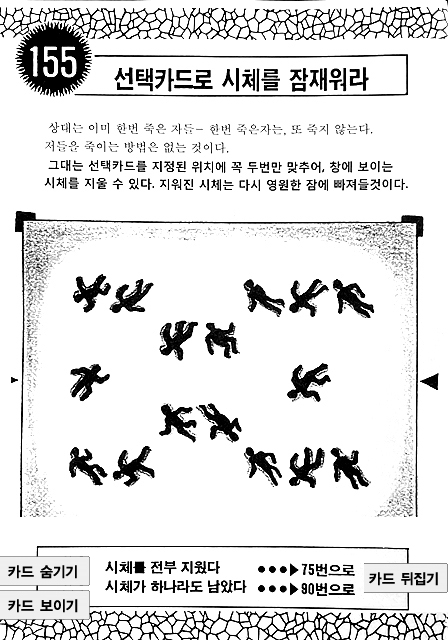 155
선택카드로 시체를 잠재워라
상대는 이미 한번 죽은 자들— 한번 죽은자는, 또 죽지 않는다.
저들을 죽이는 방법은 없는 것이다.
그대는 선택카드를 지정된 위치에 꼭 두번만 맞추어, 창에 보이는
시체를 지울 수 있다. 지워진 시체는 다시 영원한 잠에 빠져들것이다.
시체를 전부 지웠다 •••▶75번으로
시체가 하나라도 남았다 •••▶80번으로
카드 숨기기
카드 보이기
카드 뒤집기